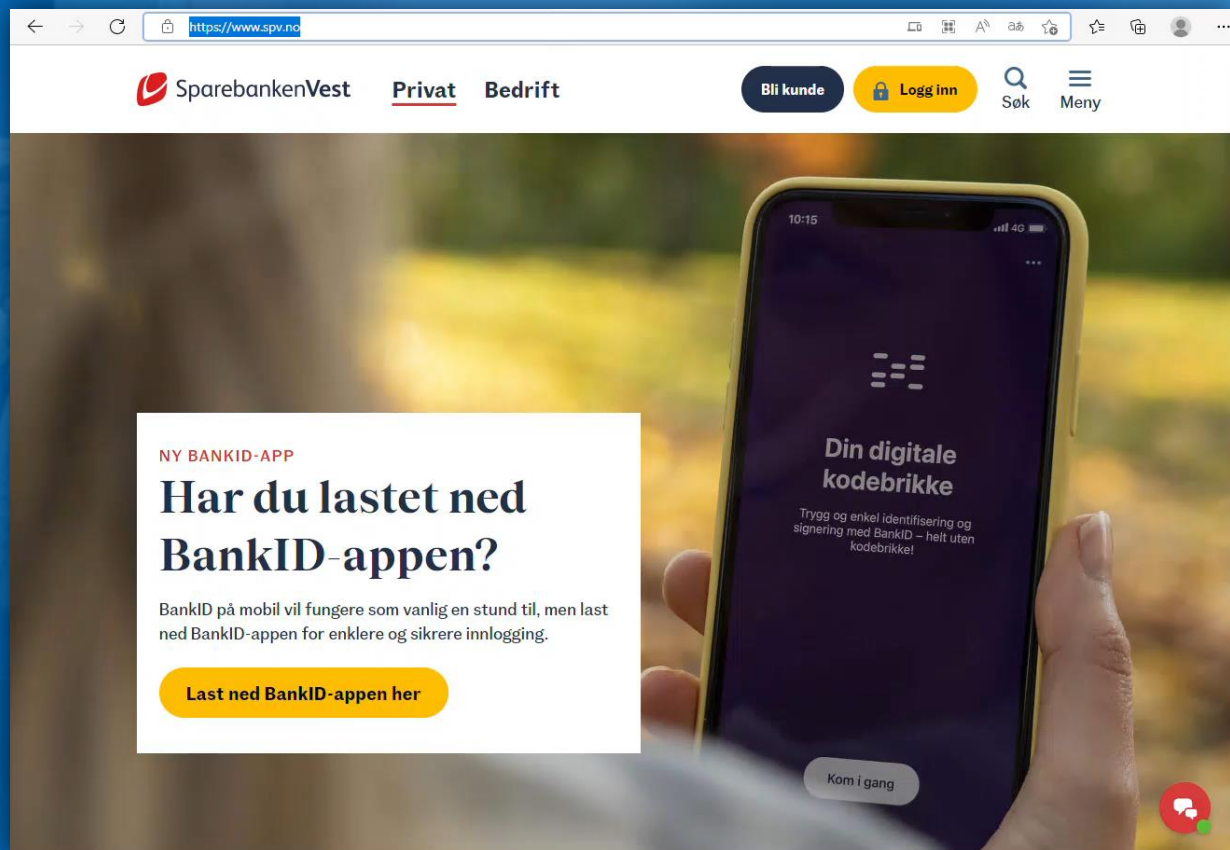 https://www.spv.no
SparebankenVest
Privat Bedrift
Bli kunde
Logg inn
Søk
Meny
10:15
4G
Din digitale
kodebrikke
Trygg og enkel identifisering og
signering med BankID – helt uten
kodebrikke!
Kom i gang
NY BANKID-APP
Har du lastet ned
BankID-appen?
BankID på mobil vil fungere som vanlig en stund til, men last
ned BankID-appen for enklere og sikrere innlogging.
Last ned BankID-appen her